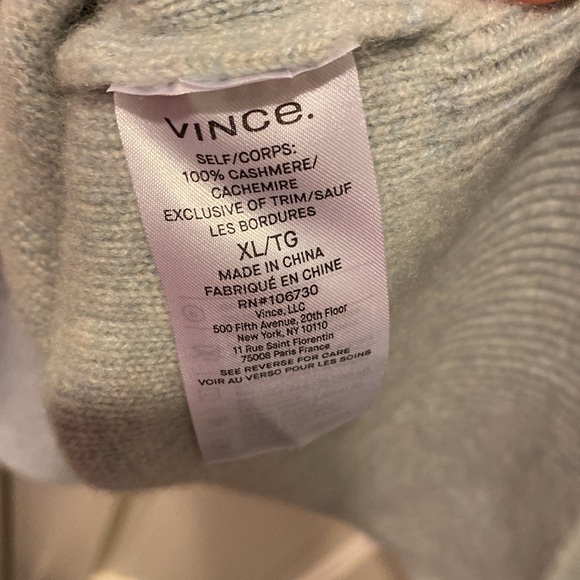 VINCE.
SELF/CORPS:
100% CASHMERE/
CACHEMIRE
EXCLUSIVE OF TRIM/SAUF
LES BORDURES
XL/TG
MADE IN CHINA
FABRIQUÉ EN CHINE
RN#106730
Vince, LLC
500 Fifth Avenue, 20th Floor
New York, NY 10110
11 Rue Saint Florentin
75008 Paris France
SEE REVERSE FOR CARE
VOIR AU VERSO POUR LES SOINS